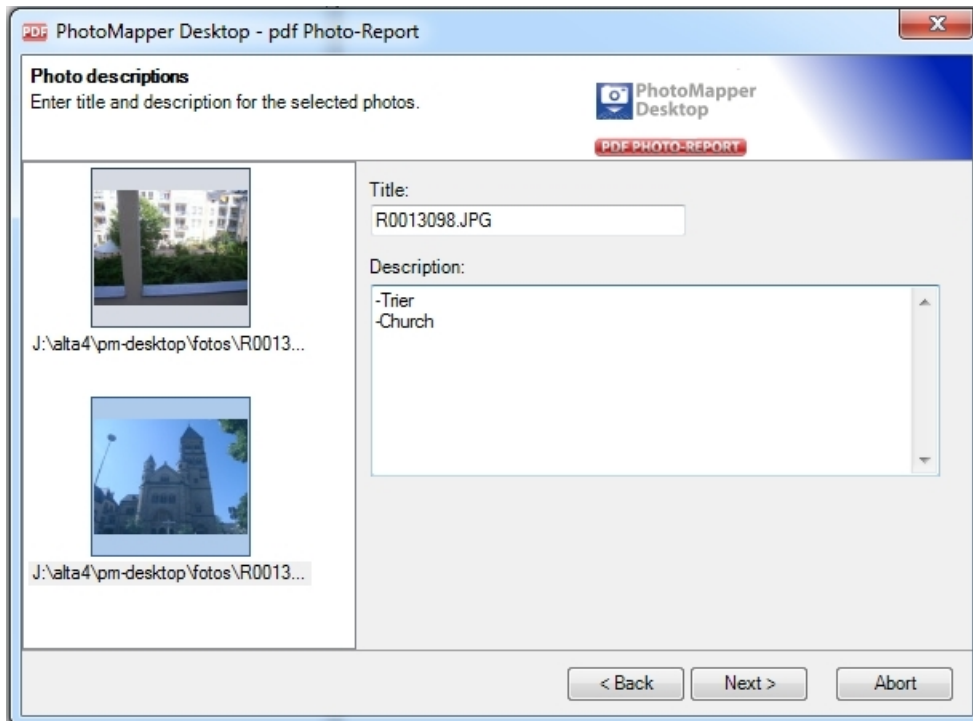 PDF PhotoMapper Desktop - pdf Photo-Report
Photo descriptions
Enter title and description for the selected photos.
PhotoMapper
Desktop
PDF PHOTO-REPORT
J:\alta4\pm-desktop\fotos\R0013...
J:\alta4\pm-desktop\fotos\R0013...
Title:
R0013098.JPG
Description:
-Trier
-Church
< Back
Next >
Abort